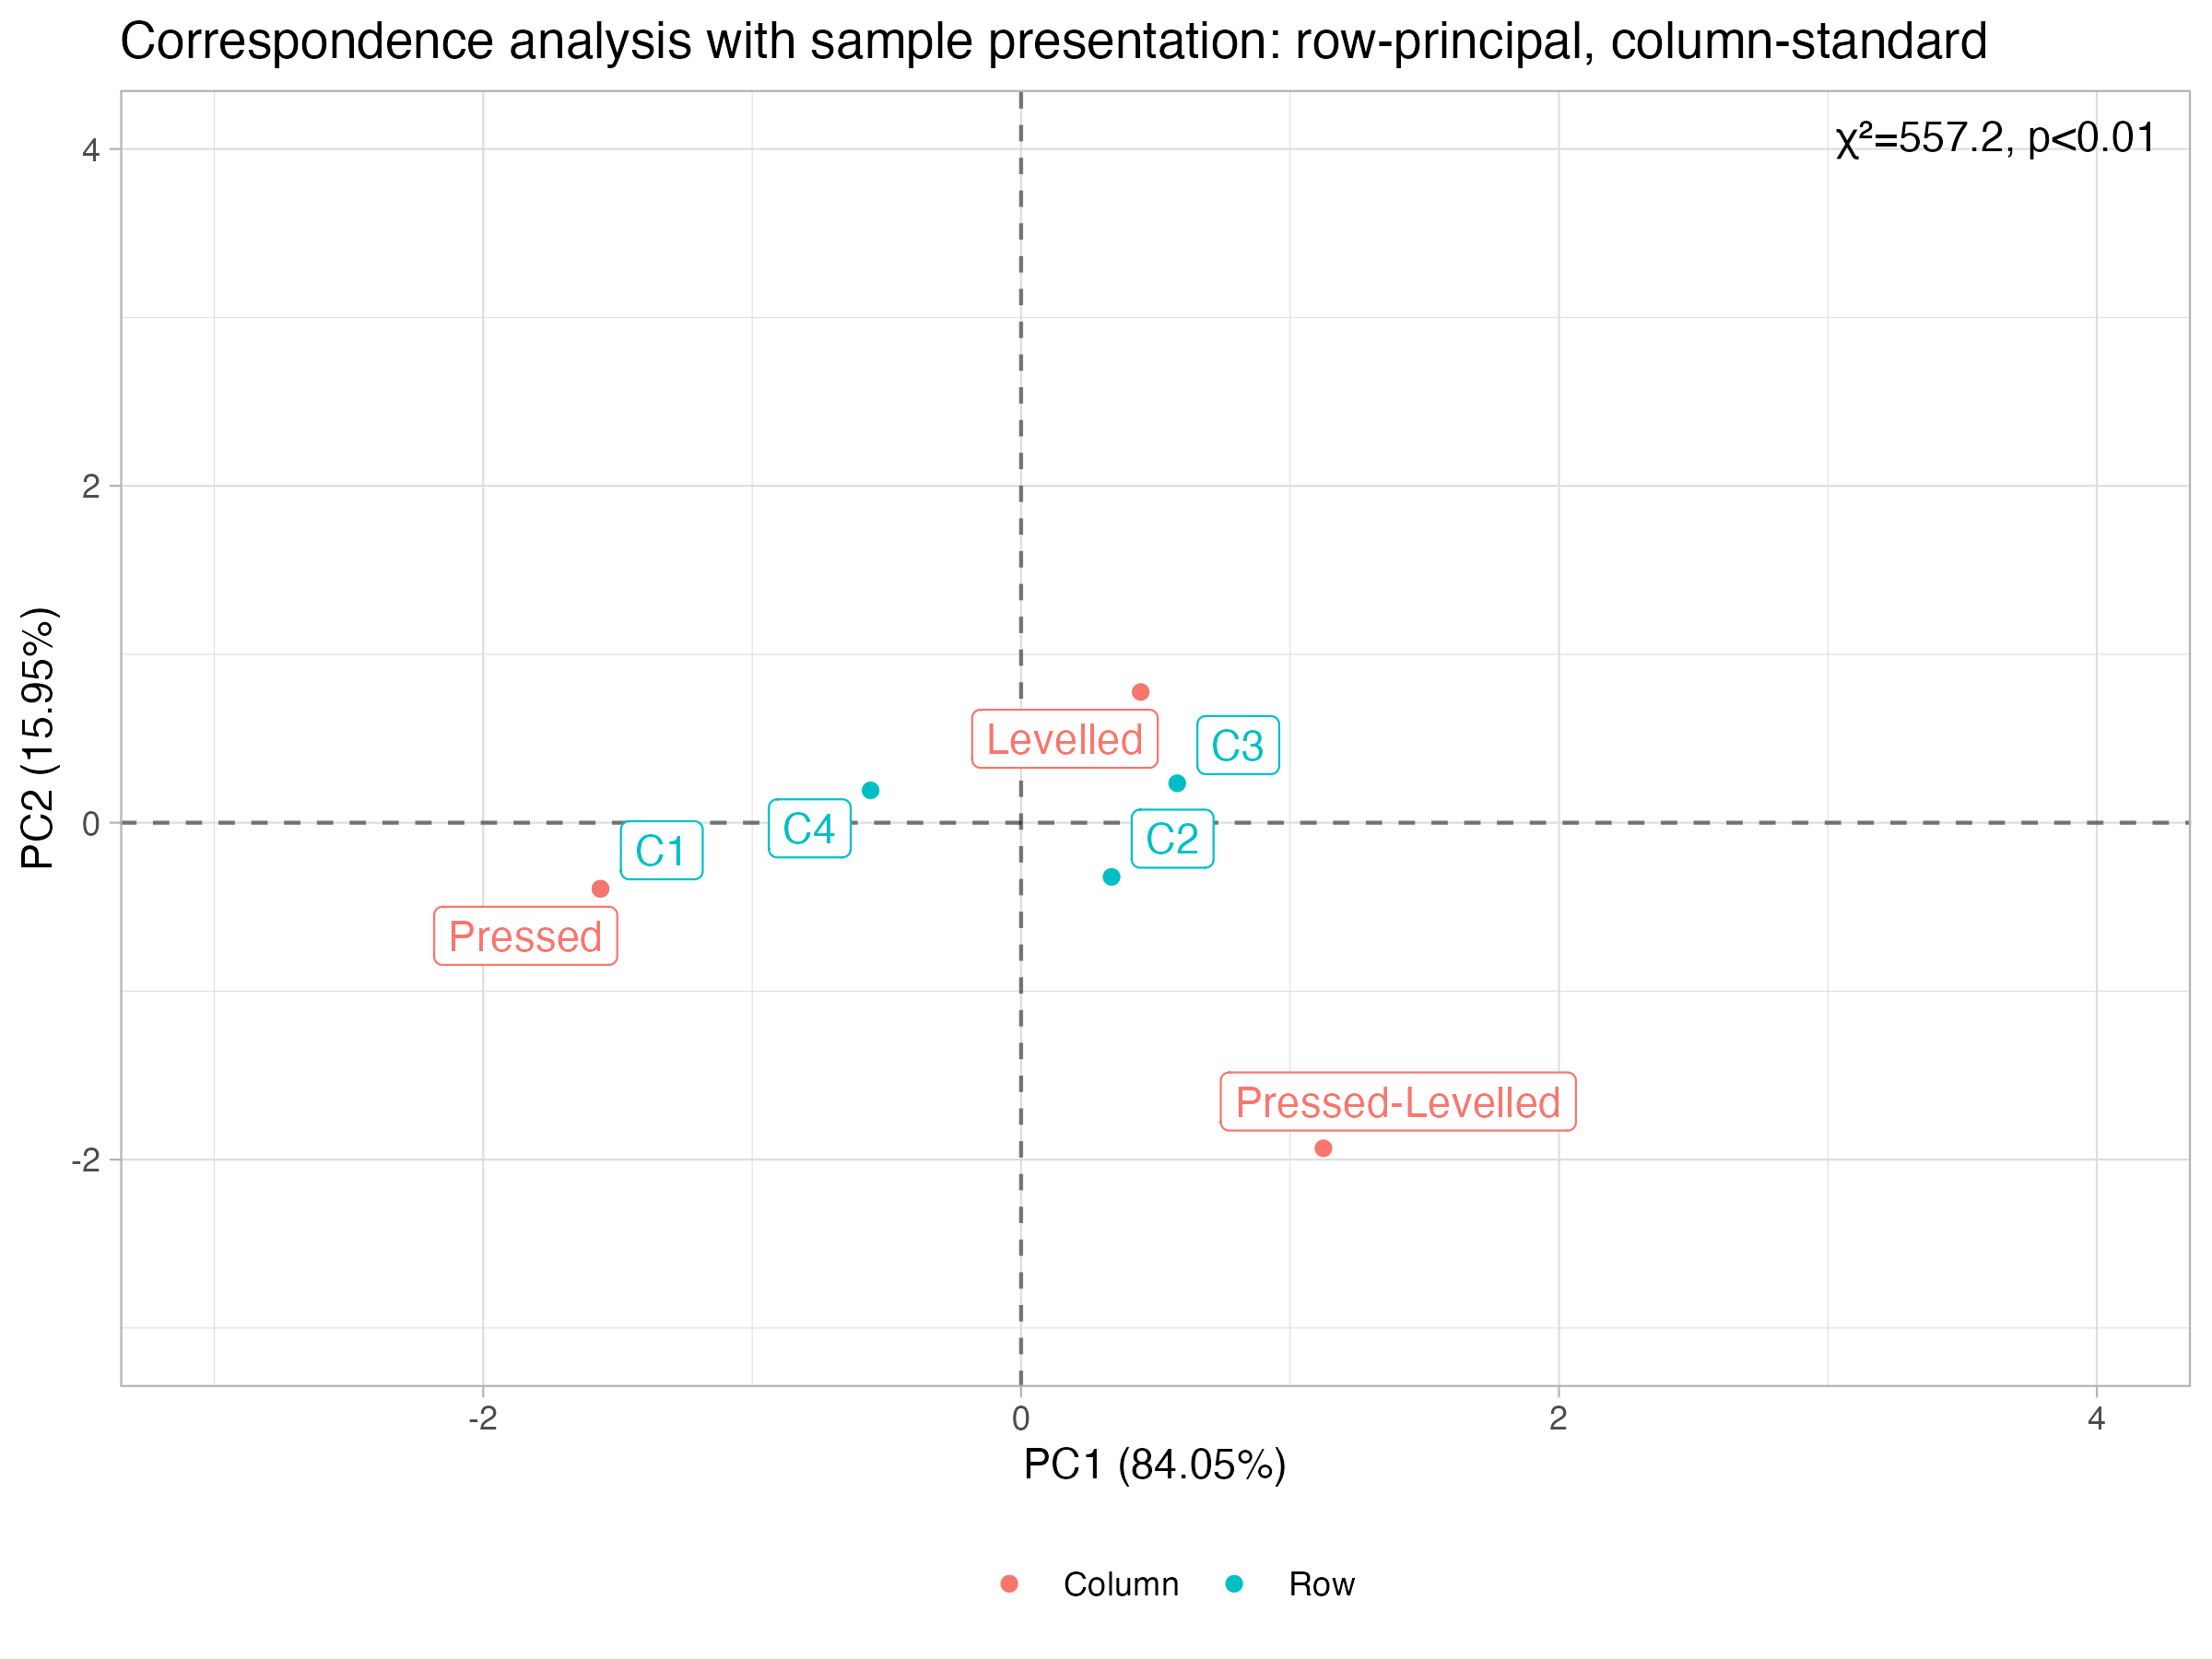 Correspondence analysis with sample presentation: row-principal, column-standard
χ²=557.2, p<0.01
4
2
0
-2
PC2 (15.95%)
Levelled
C3
C4
C2
C1
Pressed
Pressed-Levelled
-2
0
2
4
PC1 (84.05%)
Column
Row